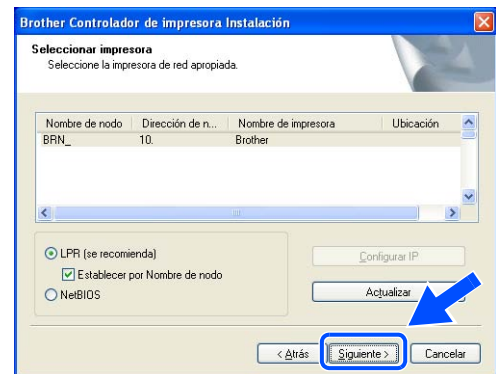 Brother Controlador de impresora Instalación
Seleccionar impresora
Seleccione la impresora de red apropiada.
Nombre de nodo Dirección de n... Nombre de impresora Ubicación
BRN_ 10. Brother
LPR (se recomienda)
Configurar IP
Establecer por Nombre de nodo
NetBIOS
Actualizar
< Atrás Siguiente > Cancelar